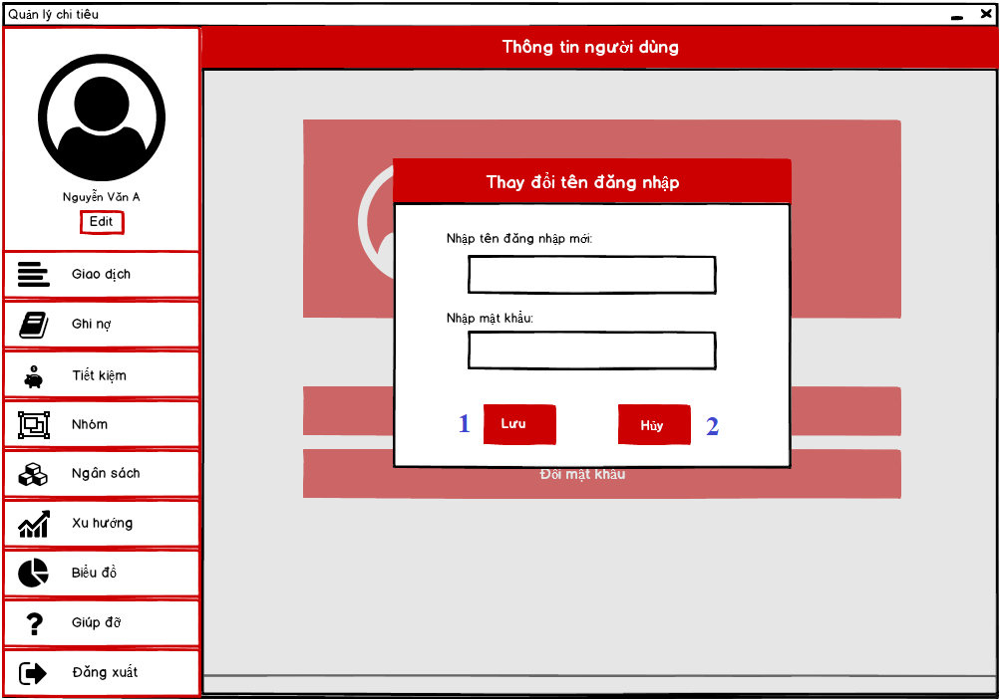 Quản lý chi tiêu
Nguyễn Văn A
Edit
Giao dịch
Ghi nợ
Tiết kiệm
Nhóm
Ngân sách
Xu hướng
Biểu đồ
Giúp đỡ
Đăng xuất
Thông tin người dùng
Thay đổi tên đăng nhập
Nhập tên đăng nhập mới:
Nhập mật khẩu:
1 Lưu Hủy 2
Đổi mật khẩu